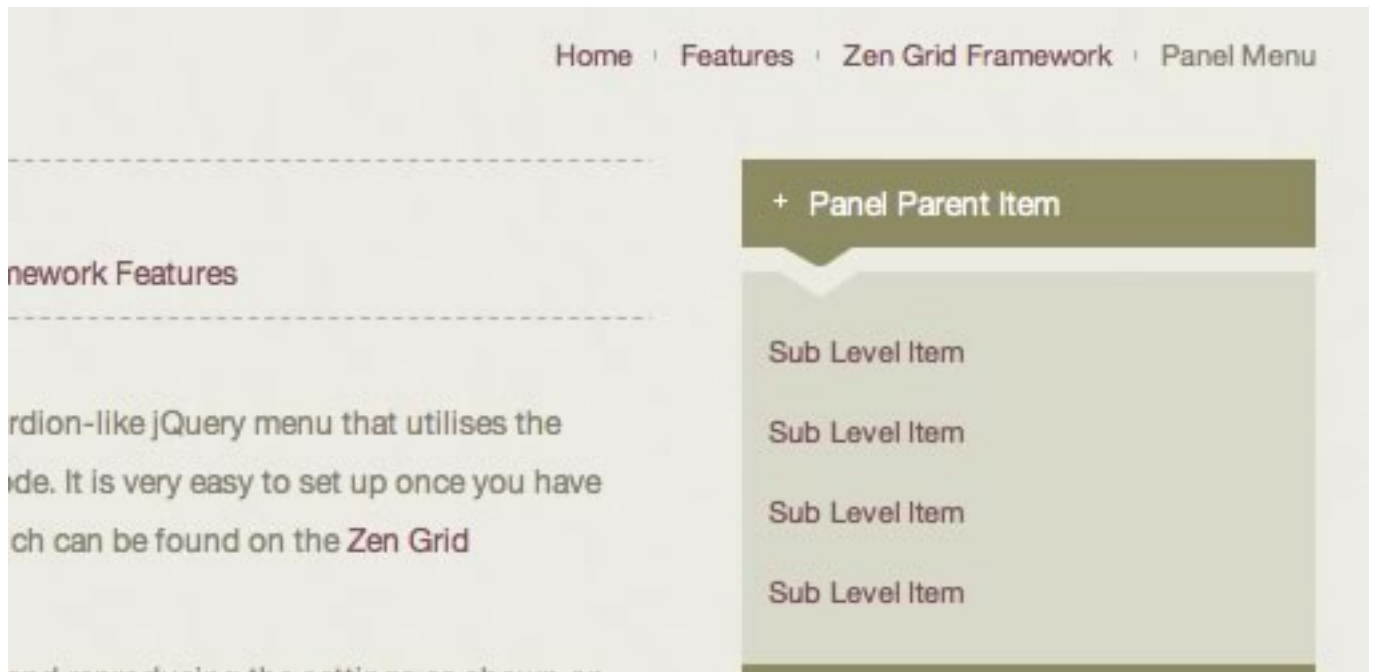 Home Features Zen Grid Framework Panel Menu
+ Panel Parent Item
mework Features
Sub Level Item
Sub Level Item
Sub Level Item
Sub Level Item
rdion-like jQuery menu that utilises the
ode. It is very easy to set up once you have
ch can be found on the Zen Grid